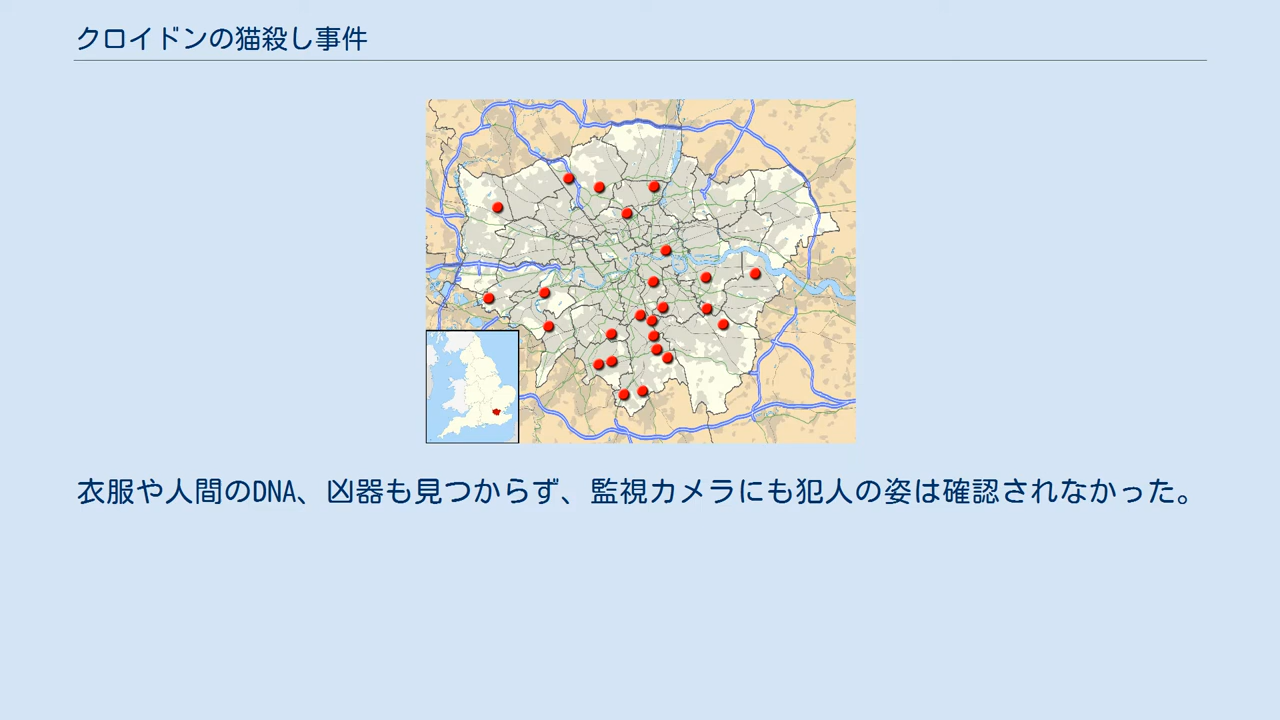 クロイドンの猫殺し事件
衣服や人間のDNA、凶器も見つからず、監視カメラにも犯人の姿は確認されなかった。